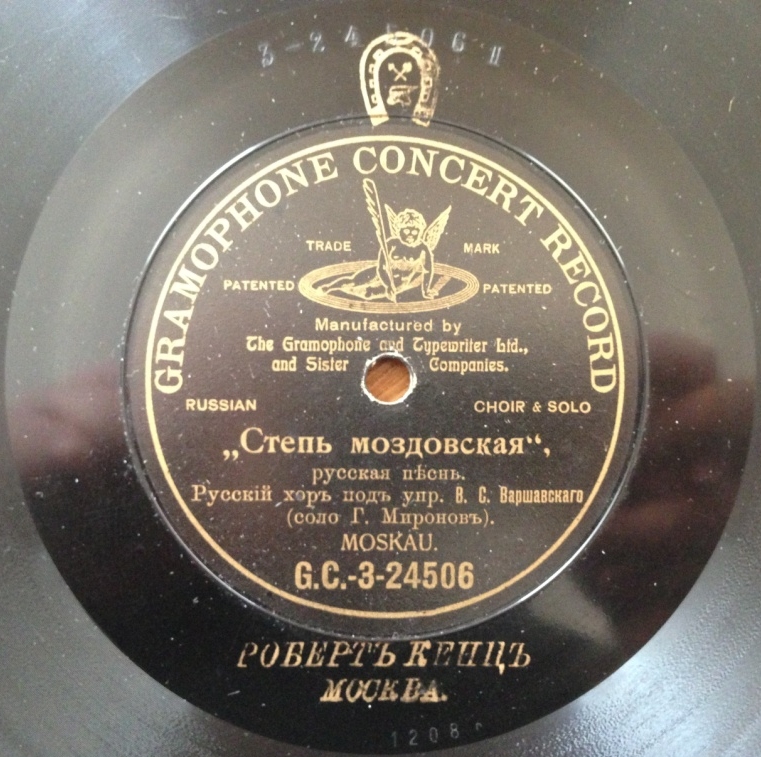 3-24506
GRAMOPHONE CONCERT RECORD
TRADE MARK
PATENTED PATENTED
Manufactured by
The Gramophone and Typewriter Ltd.,
and Sister Companies.
RUSSIAN CHOIR & SOLO
„Степь моздовская“,
русская пѣснь.
Русскій хоръ подъ упр. В. С. Варшавскаго
(соло Г. Мироновъ).
MOSKAU.
G.C.-3-24506
РОБЕРТЪ КЕНЦЪ
МОСКВА.
1208